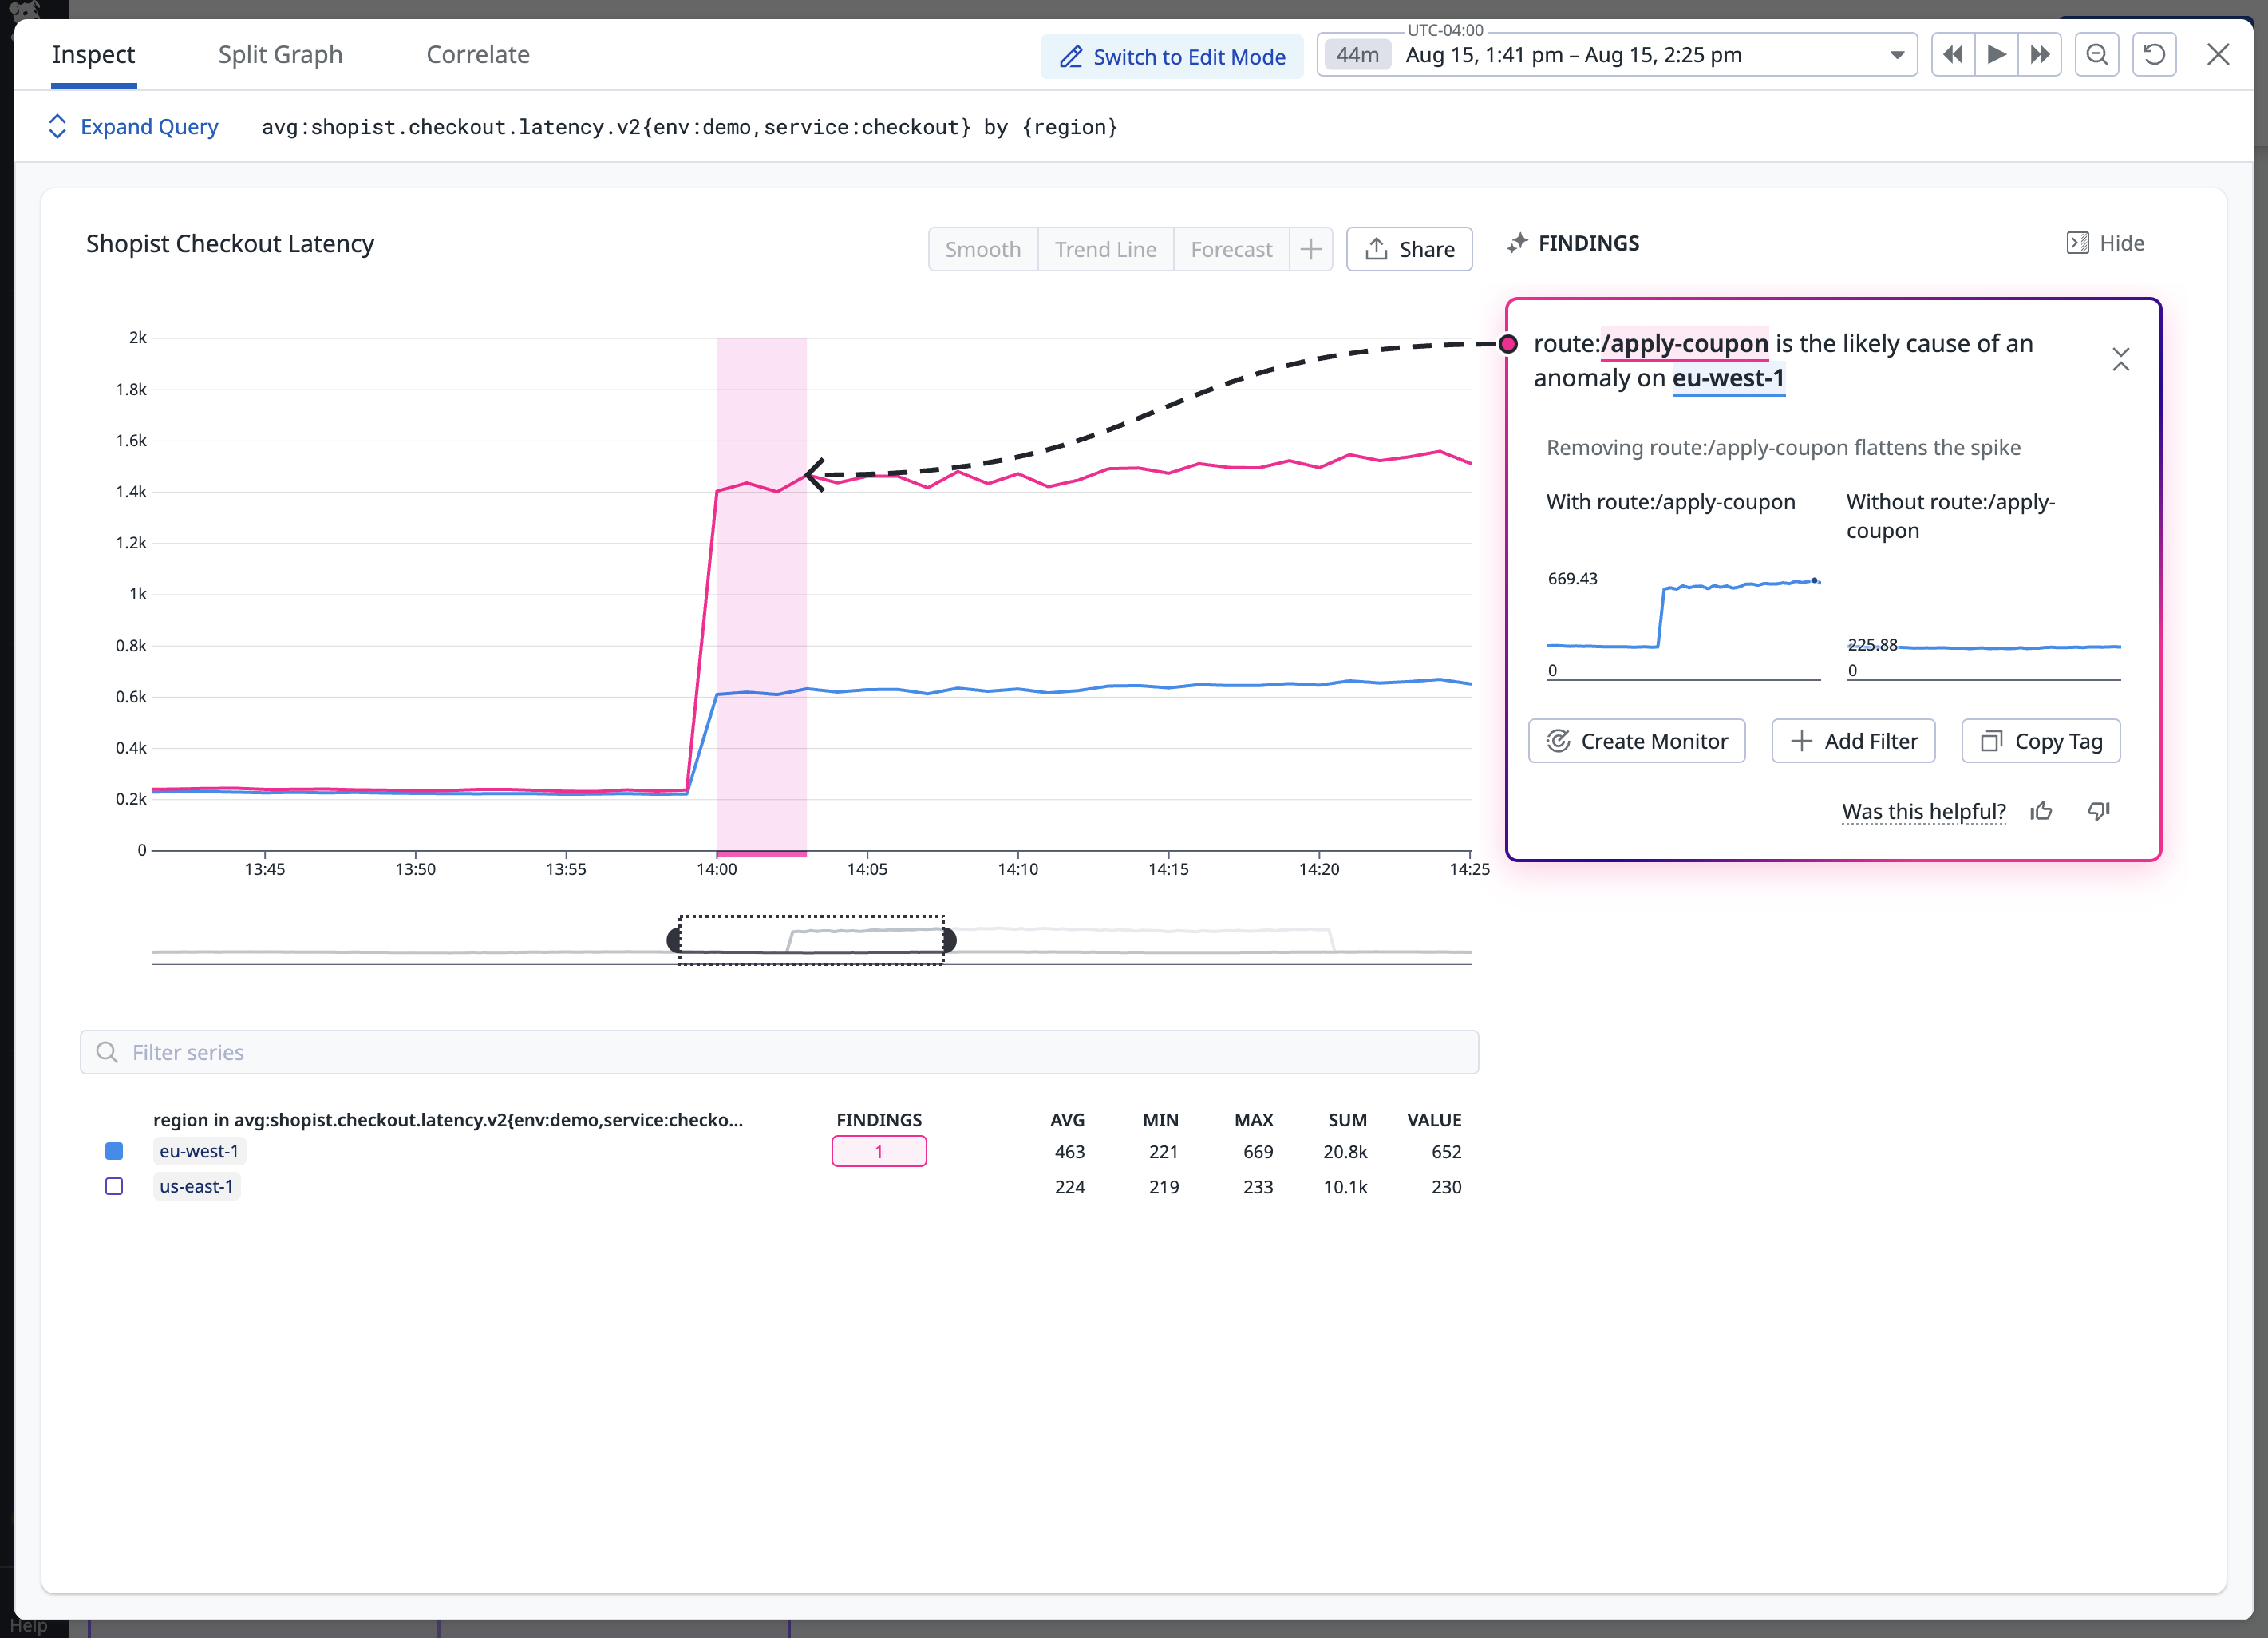 Inspect
Split Graph
Correlate
Switch to Edit Mode
UTC-04:00
44m Aug 15, 1:41 pm – Aug 15, 2:25 pm
Expand Query
avg:shopist.checkout.latency.v2{env:demo,service:checkout} by {region}
Shopist Checkout Latency
Smooth
Trend Line
Forecast
Share
FINDINGS
Hide
2k
1.8k
1.6k
1.4k
1.2k
1k
0.8k
0.6k
0.4k
0.2k
0
13:45
13:50
13:55
14:00
14:05
14:10
14:15
14:20
14:25
route:/apply-coupon is the likely cause of an
anomaly on eu-west-1
Removing route:/apply-coupon flattens the spike
With route:/apply-coupon
669.43
0
Without route:/apply-
coupon
225.88
0
Create Monitor
Add Filter
Copy Tag
Was this helpful?
Filter series
region in avg:shopist.checkout.latency.v2{env:demo,service:checko... FINDINGS AVG MIN MAX SUM VALUE
eu-west-1 1 463 221 669 20.8k 652
us-east-1 224 219 233 10.1k 230
Help